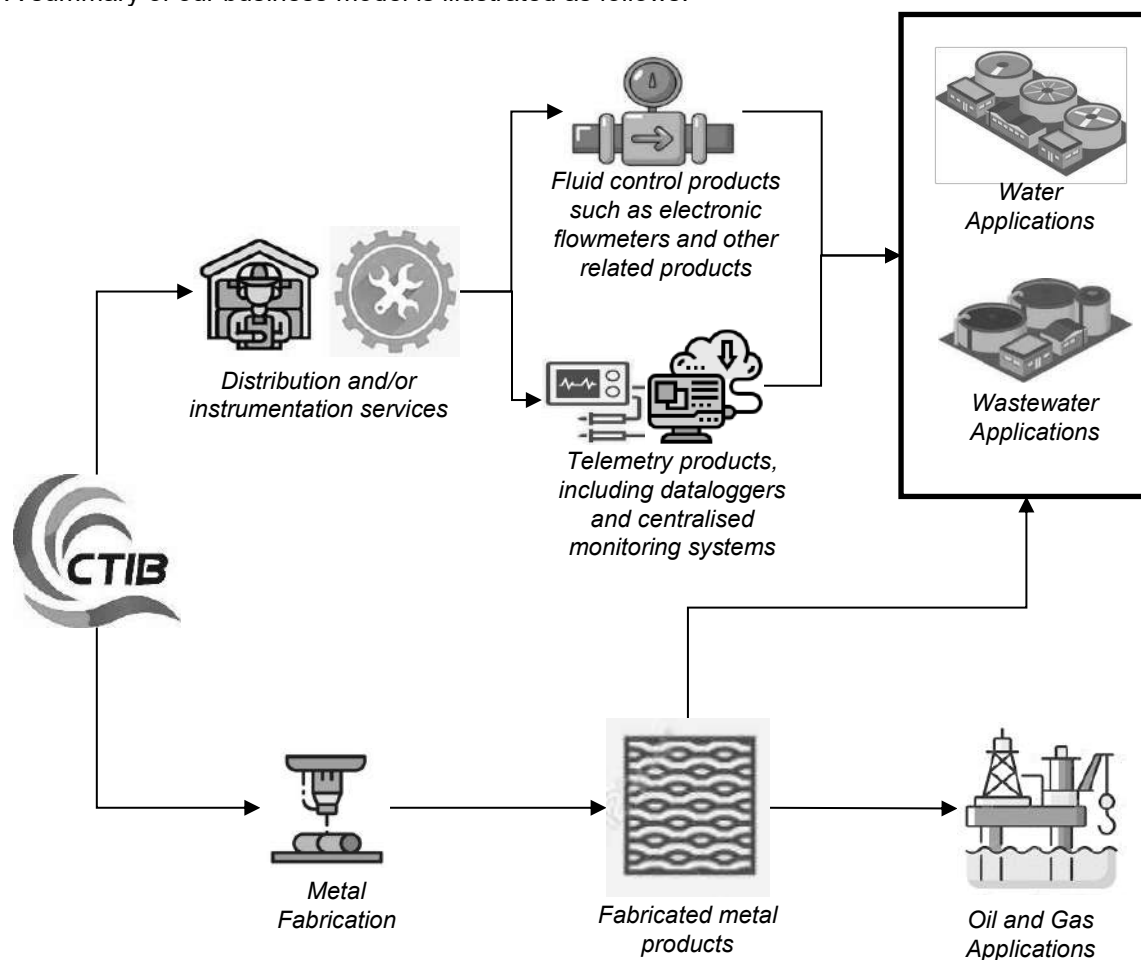 A summary of our business model is illustrated as follows:
Fluid control products
such as electronic
flowmeters and other
related products
Water
Applications
Distribution and/or
instrumentation services
Wastewater
Applications
Telemetry products,
including dataloggers
and centralised
monitoring systems
CTIB
Metal
Fabrication
Fabricated metal
products
Oil and Gas
Applications